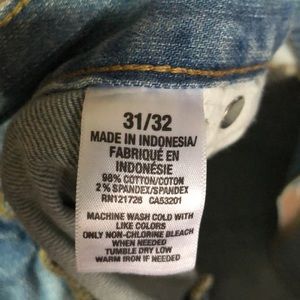 31/32
MADE IN INDONESIA/
FABRIQUÉ EN
INDONÉSIE
98% COTTON/COTON
2% SPANDEX/SPANDEX
RN121728 CA53201
MACHINE WASH COLD WITH
LIKE COLORS
ONLY NON-CHLORINE BLEACH
WHEN NEEDED
TUMBLE DRY LOW
WARM IRON IF NEEDED